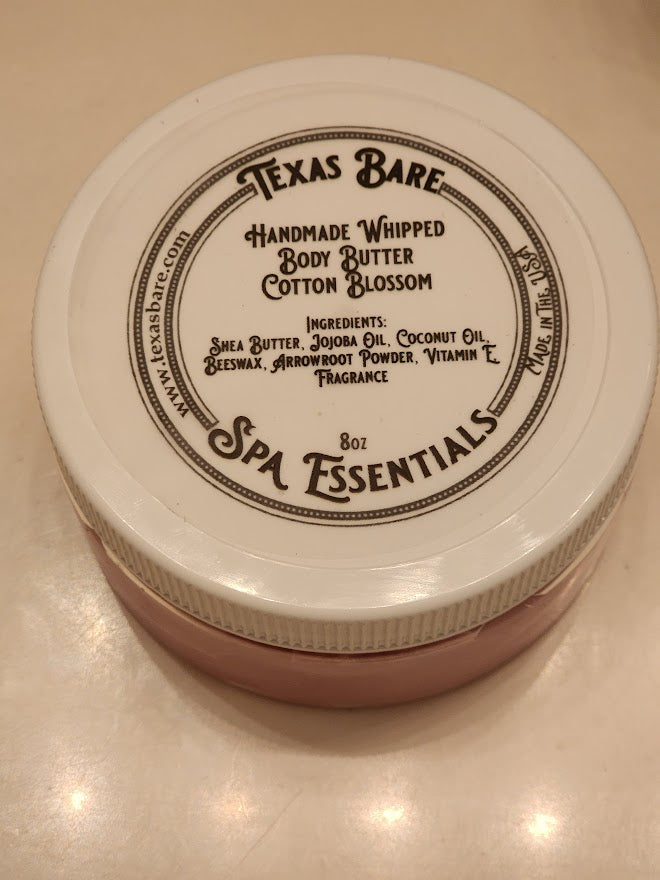 Texas Bare
Handmade Whipped
Body Butter
Cotton Blossom
Ingredients:
Shea Butter, Jojoba Oil, Coconut Oil,
Beeswax, Arrowroot Powder, Vitamin E,
Fragrance
8oz
Spa Essentials
www.texasbare.com
Made in the USA